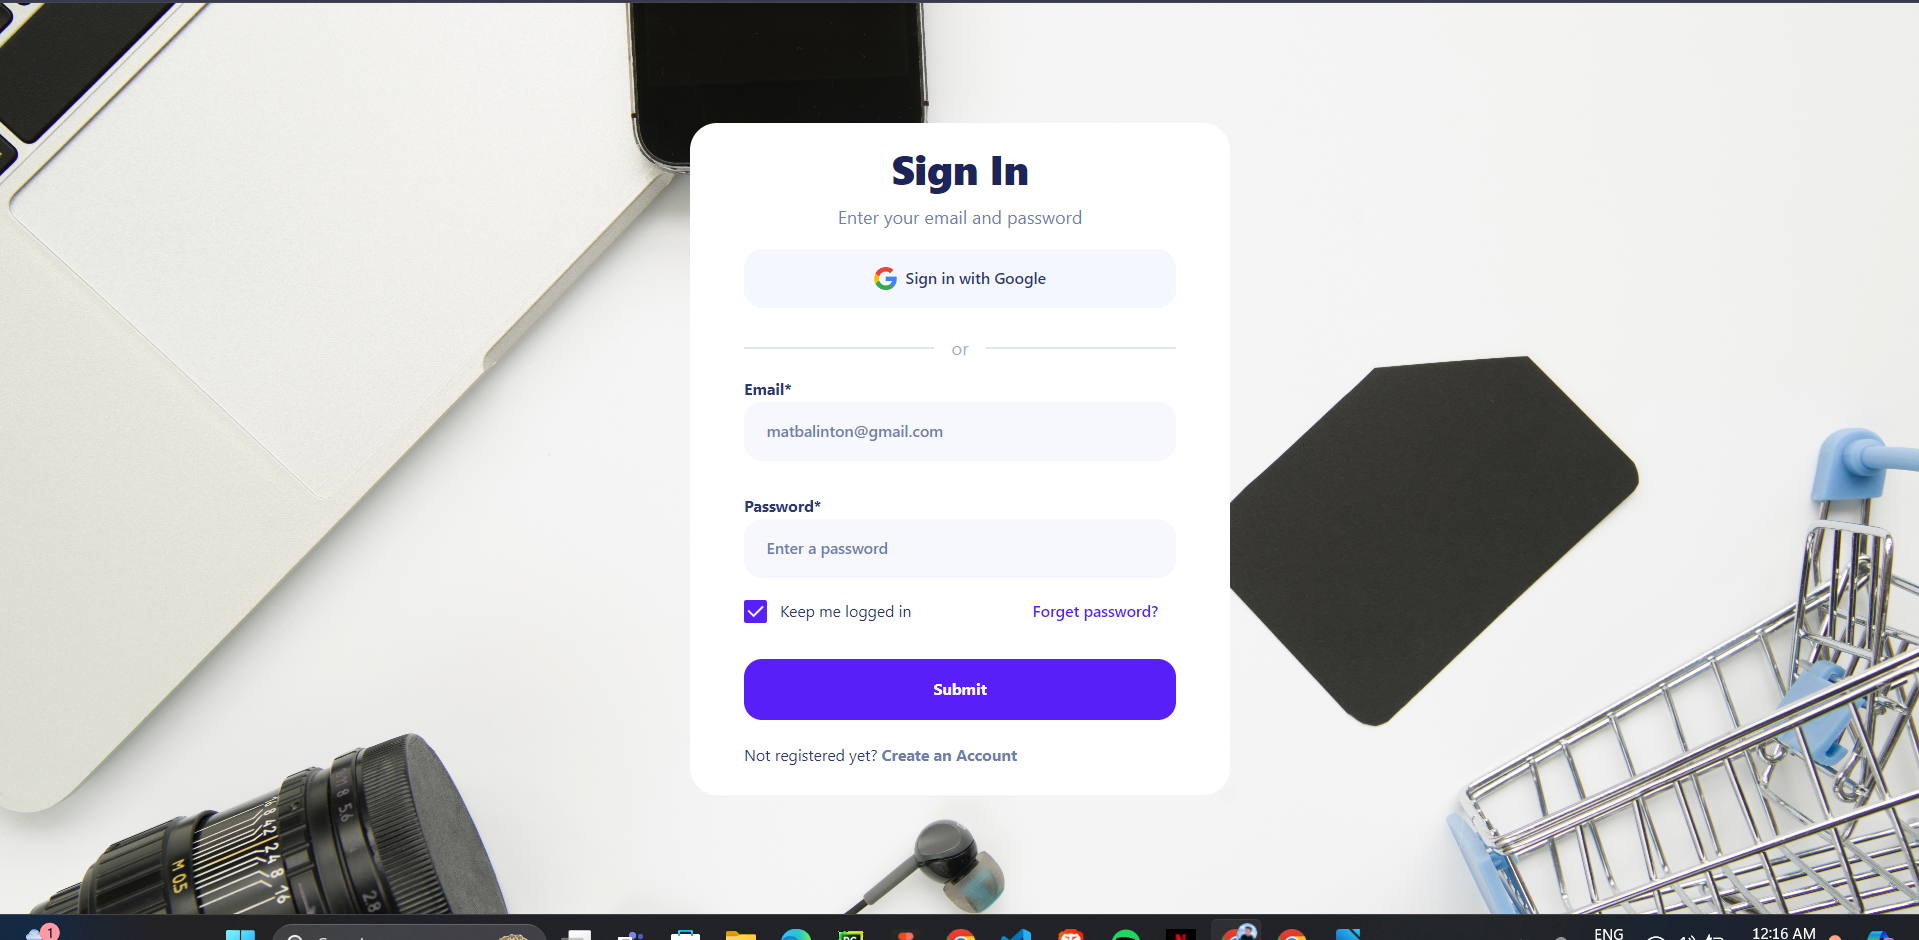 Sign In
Enter your email and password
Sign in with Google
or
Email*
matbalinton@gmail.com
Password*
Enter a password
Keep me logged in
Forget password?
Submit
Not registered yet? Create an Account
M 05
1
ENG
12:16 AM